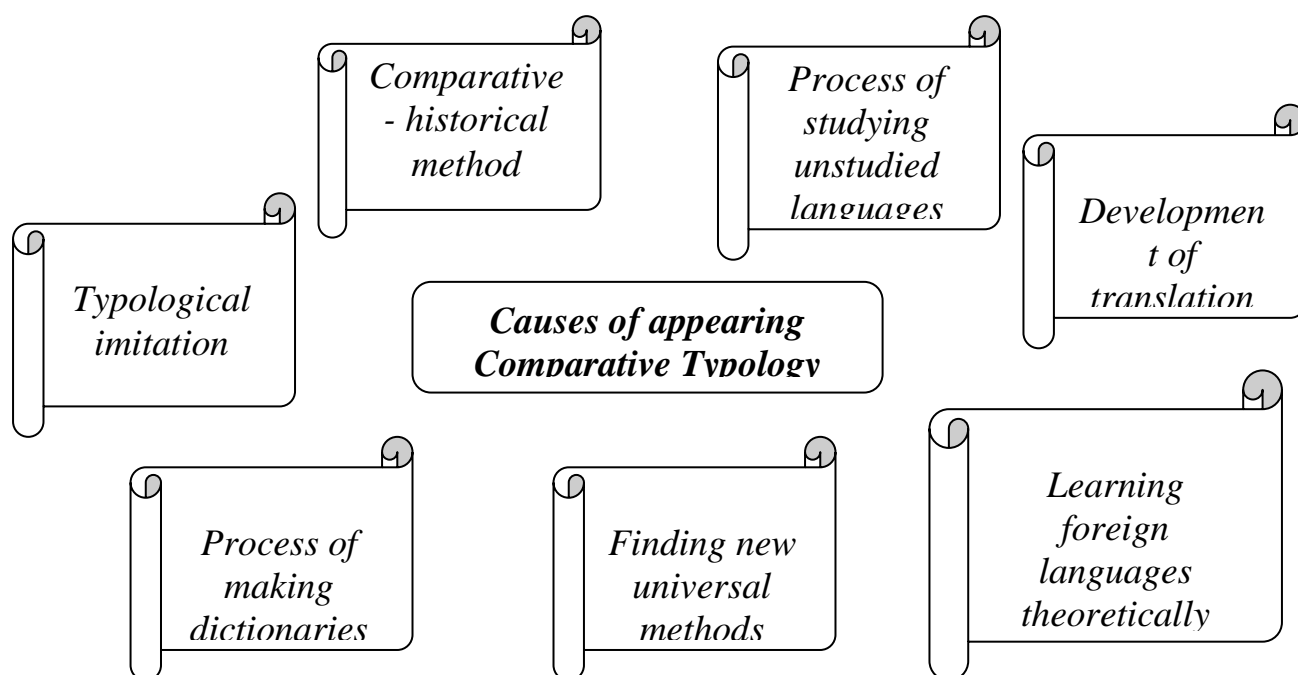 Comparative
- historical
method
Process of
studying
unstudied
languages
Developmen
t of
translation
Typological
imitation
Causes of appearing
Comparative Typology
Process of
making
dictionaries
Finding new
universal
methods
Learning
foreign
languages
theoretically